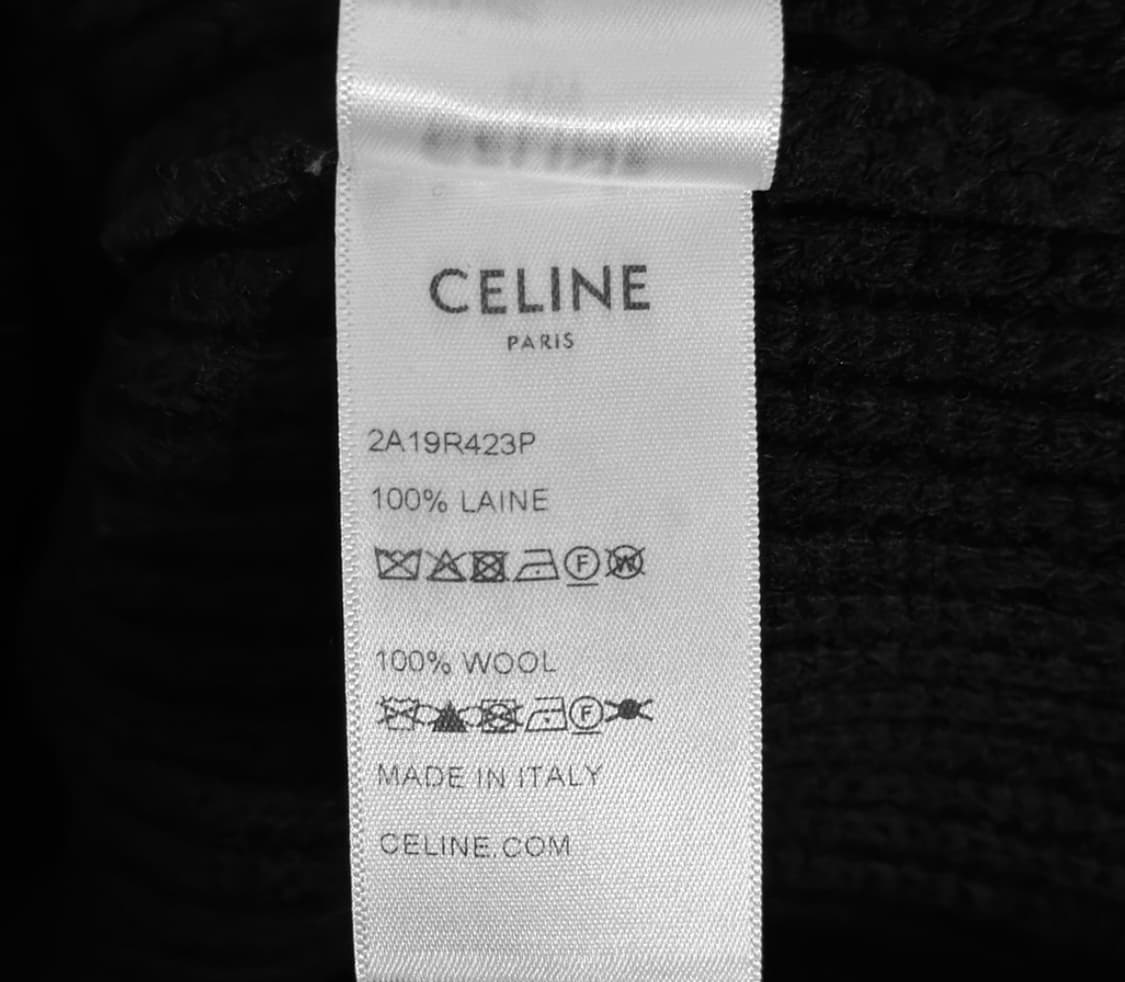 CELINE
PARIS
2A19R423P
100% LAINE
F W
100% WOOL
F
MADE IN ITALY
CELINE.COM